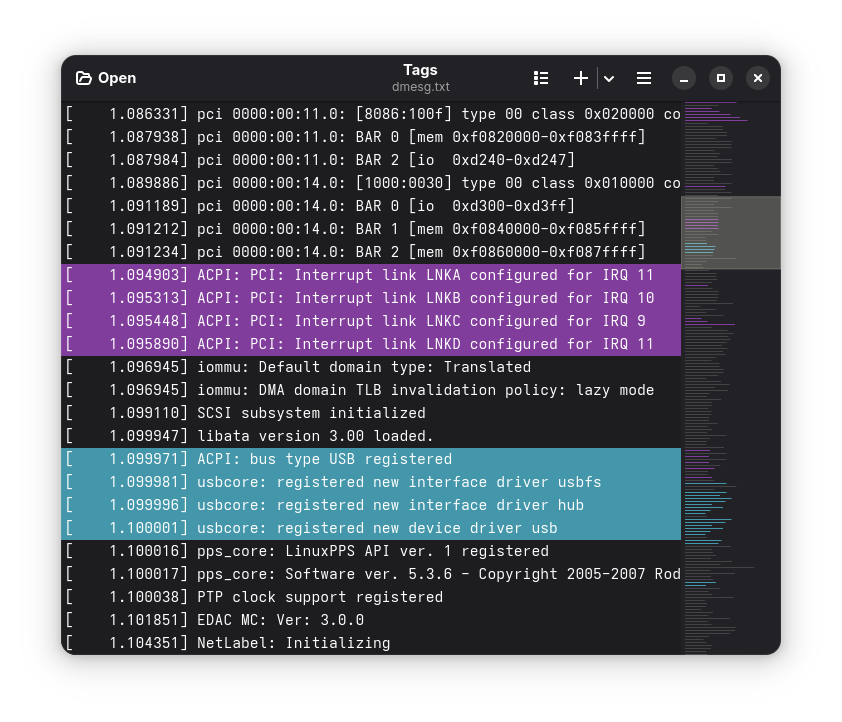 Open
Tags
dmesg.txt
[    1.086331] pci 0000:00:11.0: [8086:100f] type 00 class 0x020000 co
[    1.087938] pci 0000:00:11.0: BAR 0 [mem 0xf0820000-0xf083ffff]
[    1.087984] pci 0000:00:11.0: BAR 2 [io  0xd240-0xd247]
[    1.089886] pci 0000:00:14.0: [1000:0030] type 00 class 0x010000 co
[    1.091189] pci 0000:00:14.0: BAR 0 [io  0xd300-0xd3ff]
[    1.091212] pci 0000:00:14.0: BAR 1 [mem 0xf0840000-0xf085ffff]
[    1.091234] pci 0000:00:14.0: BAR 2 [mem 0xf0860000-0xf087ffff]
[    1.094903] ACPI: PCI: Interrupt link LNKA configured for IRQ 11
[    1.095313] ACPI: PCI: Interrupt link LNKB configured for IRQ 10
[    1.095448] ACPI: PCI: Interrupt link LNKC configured for IRQ 9
[    1.095890] ACPI: PCI: Interrupt link LNKD configured for IRQ 11
[    1.096945] iommu: Default domain type: Translated
[    1.096945] iommu: DMA domain TLB invalidation policy: lazy mode
[    1.099110] SCSI subsystem initialized
[    1.099947] libata version 3.00 loaded.
[    1.099971] ACPI: bus type USB registered
[    1.099981] usbcore: registered new interface driver usbfs
[    1.099996] usbcore: registered new interface driver hub
[    1.100001] usbcore: registered new device driver usb
[    1.100016] pps_core: LinuxPPS API ver. 1 registered
[    1.100017] pps_core: Software ver. 5.3.6 - Copyright 2005-2007 Rod
[    1.100038] PTP clock support registered
[    1.101851] EDAC MC: Ver: 3.0.0
[    1.104351] NetLabel: Initializing